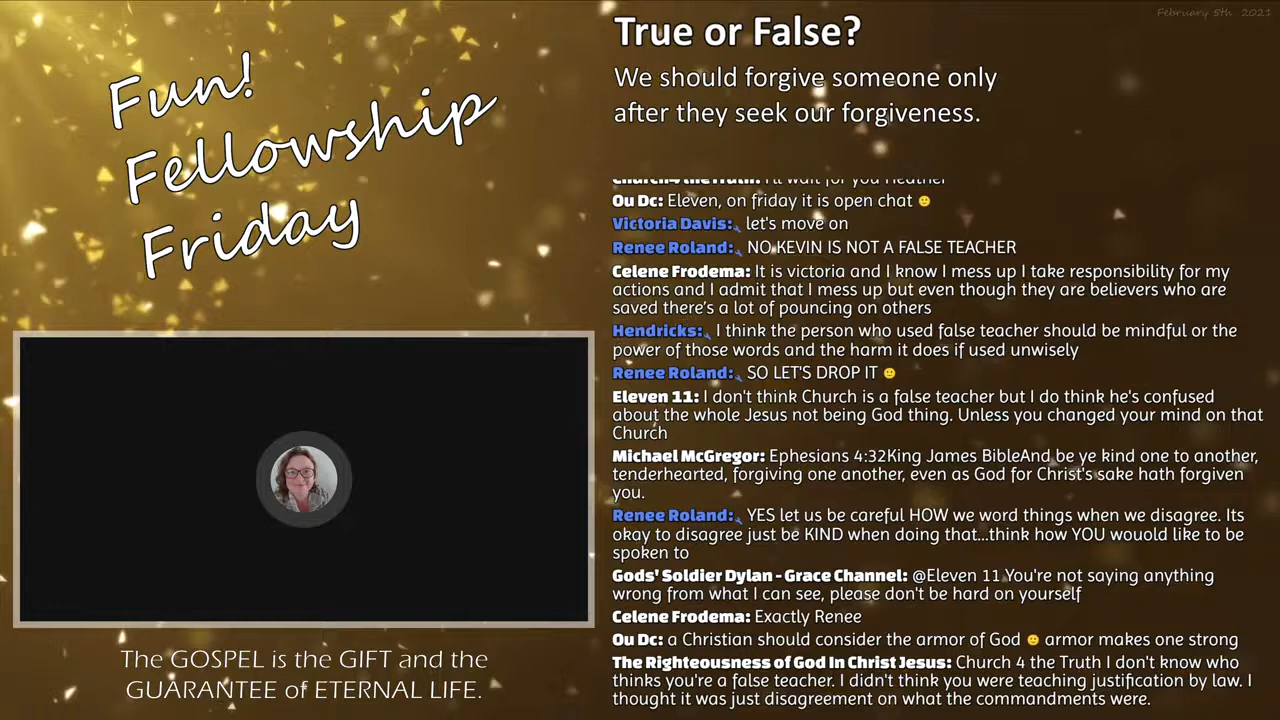 Fun!
Fellowship
Friday
The GOSPEL is the GIFT and the
GUARANTEE of ETERNAL LIFE.
February 5th 2021
True or False?
We should forgive someone only
after they seek our forgiveness.
Church4theTruth: I'll wait for you Heather
Ou Dc: Eleven, on friday it is open chat 🙂
Victoria Davis: let's move on
Renee Roland: NO KEVIN IS NOT A FALSE TEACHER
Celene Frodema: It is victoria and I know I mess up I take responsibility for my
actions and I admit that I mess up but even though they are believers who are
saved there's a lot of pouncing on others
Hendricks: I think the person who used false teacher should be mindful or the
power of those words and the harm it does if used unwisely
Renee Roland: SO LET'S DROP IT 🙂
Eleven 11: I don't think Church is a false teacher but I do think he's confused
about the whole Jesus not being God thing. Unless you changed your mind on that
Church
Michael McGregor: Ephesians 4:32King James BibleAnd be ye kind one to another,
tenderhearted, forgiving one another, even as God for Christ's sake hath forgiven
you.
Renee Roland: YES let us be careful HOW we word things when we disagree. Its
okay to disagree just be KIND when doing that...think how YOU wouold like to be
spoken to
Gods' Soldier Dylan - Grace Channel: @Eleven 11 You're not saying anything
wrong from what I can see, please don't be hard on yourself
Celene Frodema: Exactly Renee
Ou Dc: a Christian should consider the armor of God 🙂 armor makes one strong
The Righteousness of God In Christ Jesus: Church 4 the Truth I don't know who
thinks you're a false teacher. I didn't think you were teaching justification by law. I
thought it was just disagreement on what the commandments were.